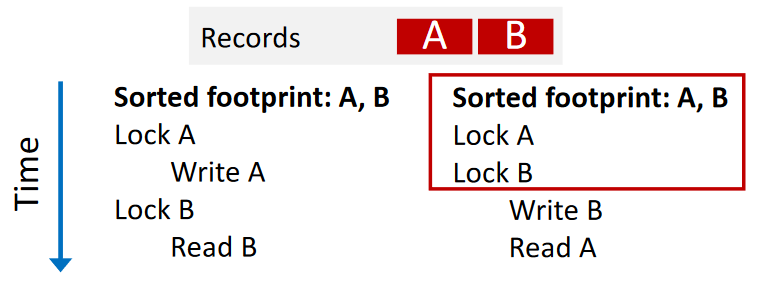 Records A B
Time
Sorted footprint: A, B
Lock A
Write A
Lock B
Read B
Sorted footprint: A, B
Lock A
Lock B
Write B
Read A